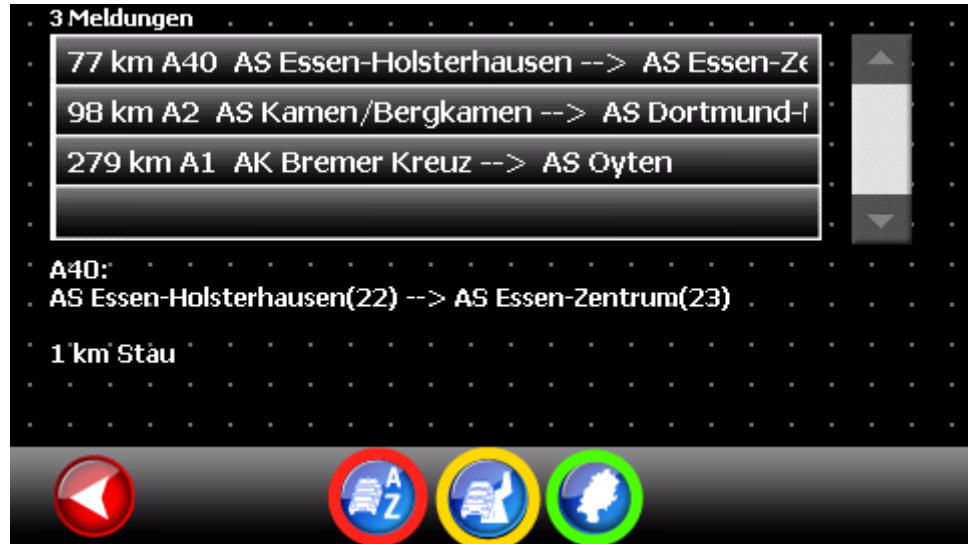 3 Meldungen
77 km A40 AS Essen-Holsterhausen --> AS Essen-Ze
98 km A2 AS Kamen/Bergkamen --> AS Dortmund-
279 km A1 AK Bremer Kreuz --> AS Oyten
A40:
AS Essen-Holsterhausen(22) --> AS Essen-Zentrum(23)
1 km Stau
A
Z